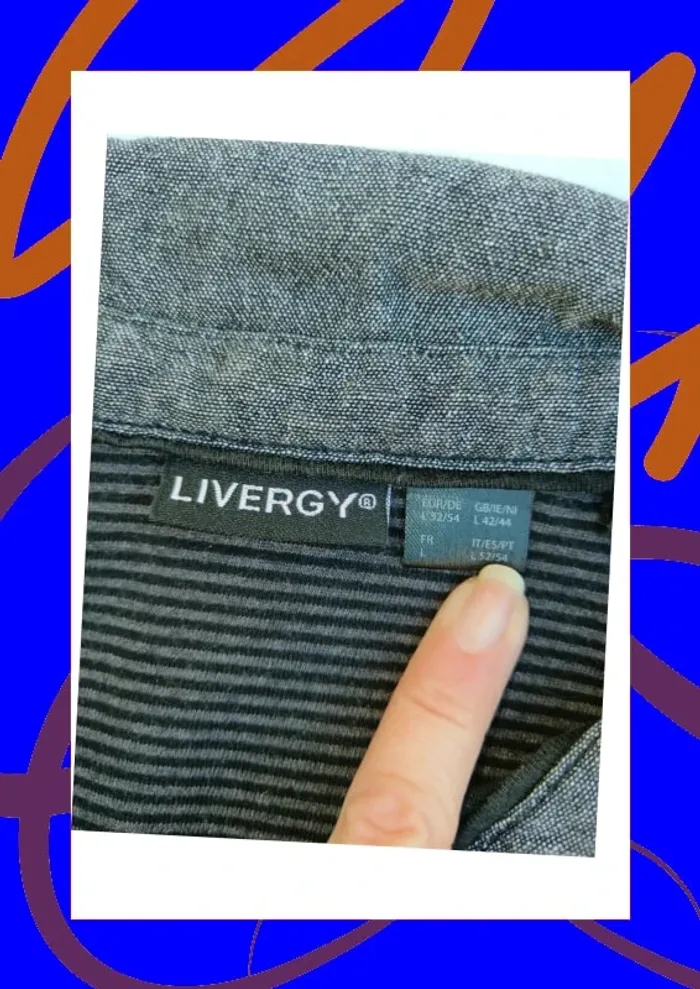 LIVERGY®
EUR/DE GB/IE/NI
L 52/54 L 42/44
FR IT/ES/PT
L L 52/54